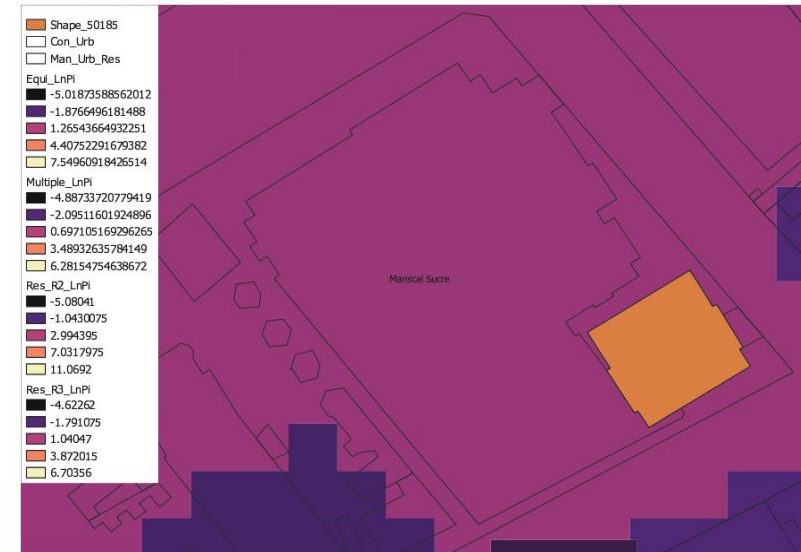 Shape_50185
Con_Urb
Man_Urb_Res
Equi_LnPi
-5.01873588562012
-1.8766496181488
1.26543664932251
4.40752291679382
7.54960918426514
Multiple_LnPi
-4.88733720779419
-2.09511601924896
0.697105169296265
3.48932635784149
6.28154754638672
Res_R2_LnPi
-5.08041
-1.0430075
2.994395
7.0317975
11.0692
Res_R3_LnPi
-4.62262
-1.791075
1.04047
3.872015
6.70356
Mariscal Sucre